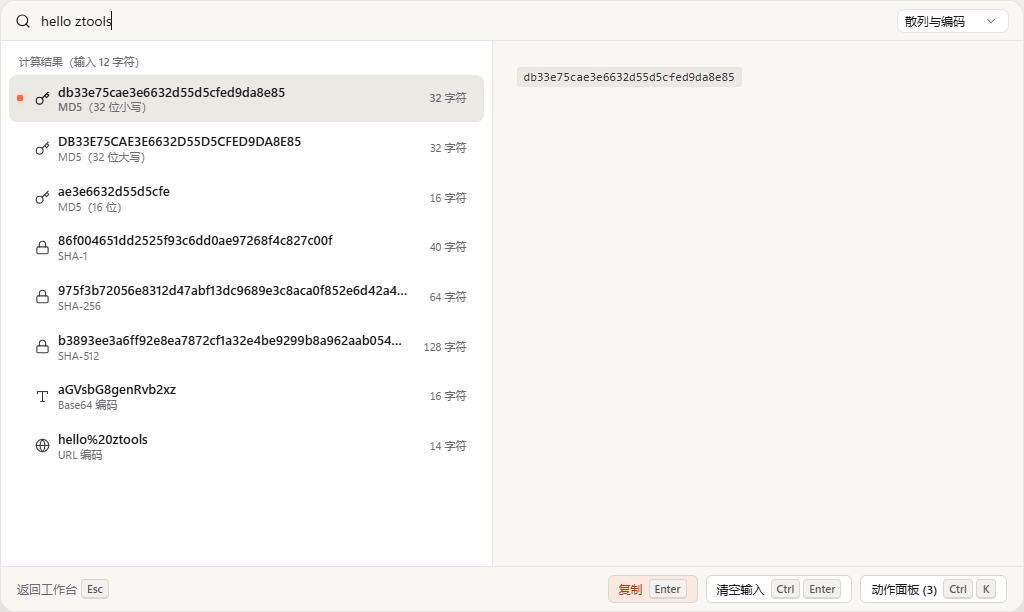 hello ztools
散列与编码
计算结果（输入 12 字符）
db33e75cae3e6632d55d5cfed9da8e85
MD5（32 位小写）
32 字符
DB33E75CAE3E6632D55D5CFED9DA8E85
MD5（32 位大写）
32 字符
ae3e6632d55d5cfe
MD5（16 位）
16 字符
86f004651dd2525f93c6dd0ae97268f4c827c00f
SHA-1
40 字符
975f3b72056e8312d47abf13dc9689e3c8aca0f852e6d42a4...
SHA-256
64 字符
b3893ee3a6ff92e8ea7872cf1a32e4be9299b8a962aab054...
SHA-512
128 字符
aGVsbG8genRvb2xz
Base64 编码
16 字符
hello%20ztools
URL 编码
14 字符
db33e75cae3e6632d55d5cfed9da8e85
返回工作台 Esc
复制 Enter
清空输入 Ctrl Enter
动作面板 (3) Ctrl K